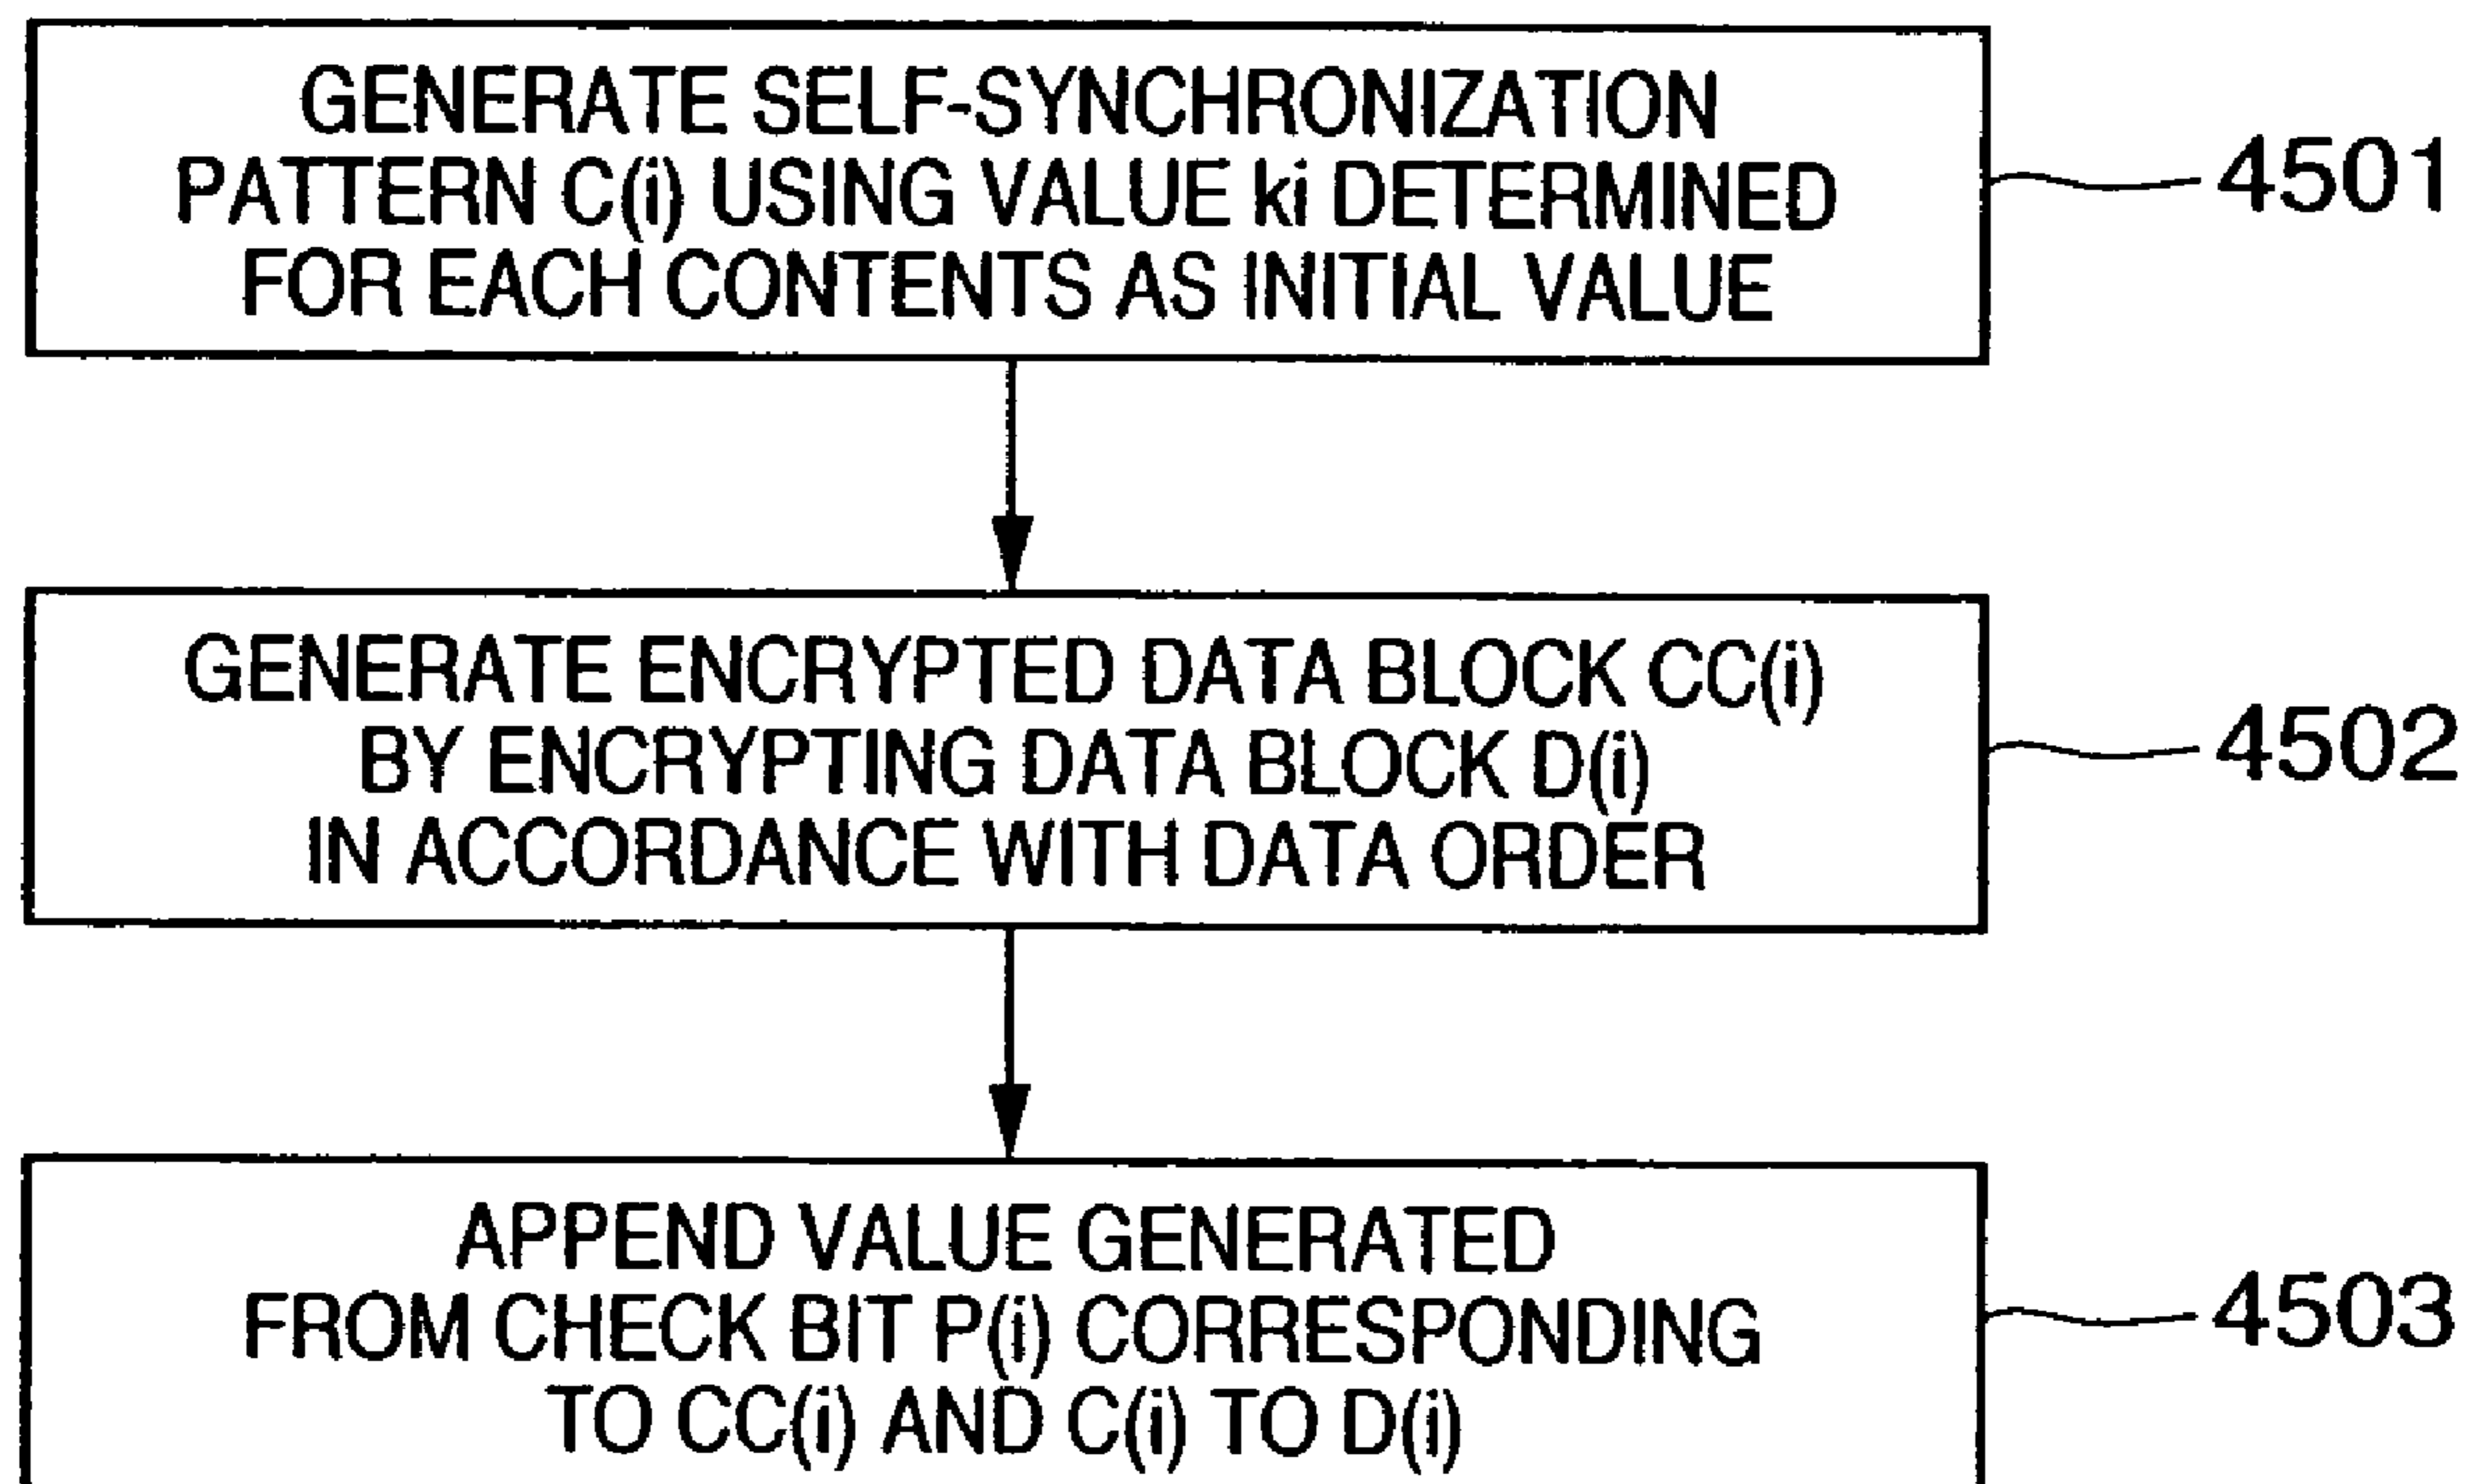 GENERATE SELF-SYNCHRONIZATION
PATTERN C(i) USING VALUE ki DETERMINED
FOR EACH CONTENTS AS INITIAL VALUE
4501
GENERATE ENCRYPTED DATA BLOCK CC(i)
BY ENCRYPTING DATA BLOCK D(i)
IN ACCORDANCE WITH DATA ORDER
4502
APPEND VALUE GENERATED
FROM CHECK BIT P(i) CORRESPONDING
TO CC(i) AND C(i) TO D(i)
4503